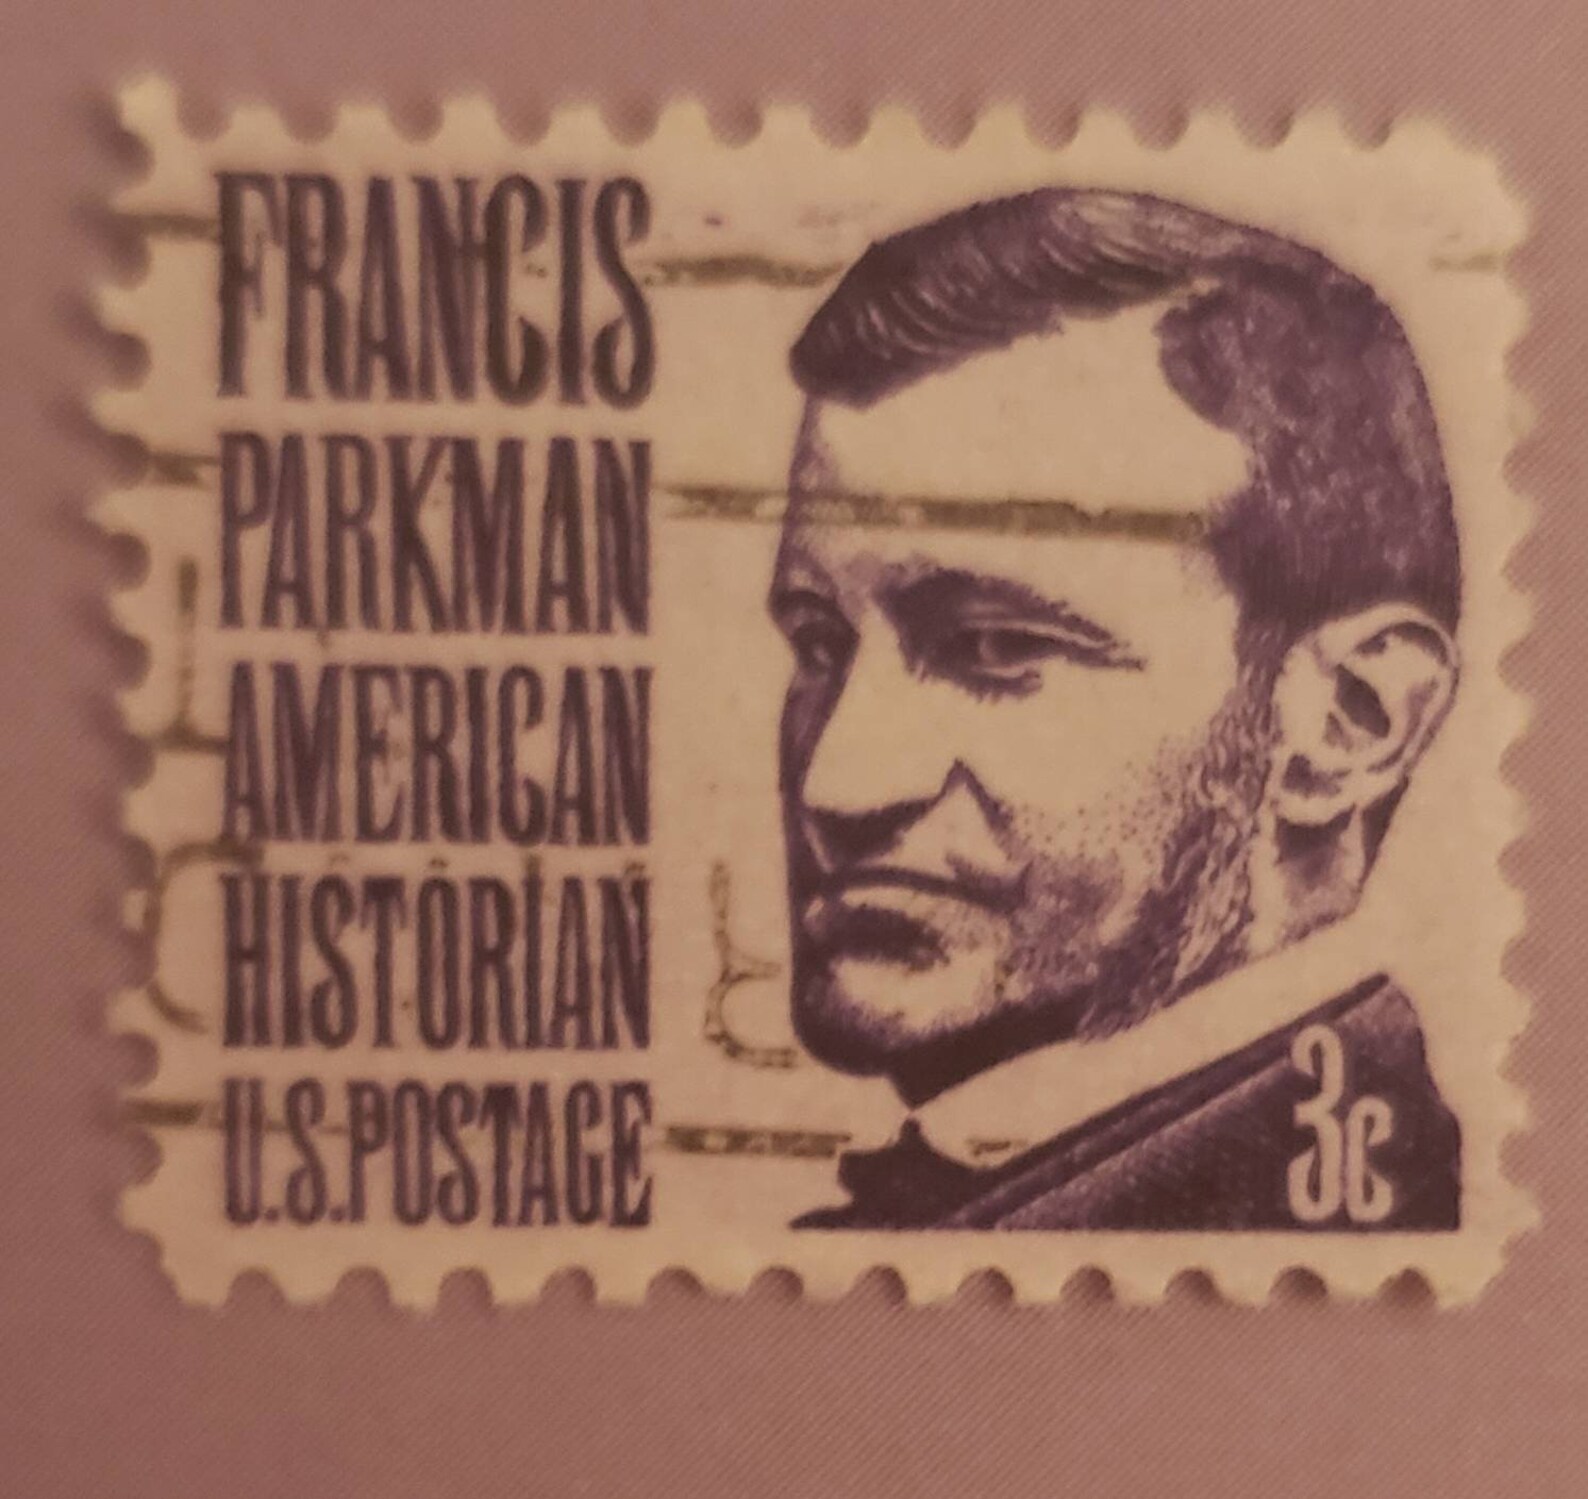 FRANCIS
PARKMAN
AMERICAN
HISTORIAN
U.S.POSTAGE
3c